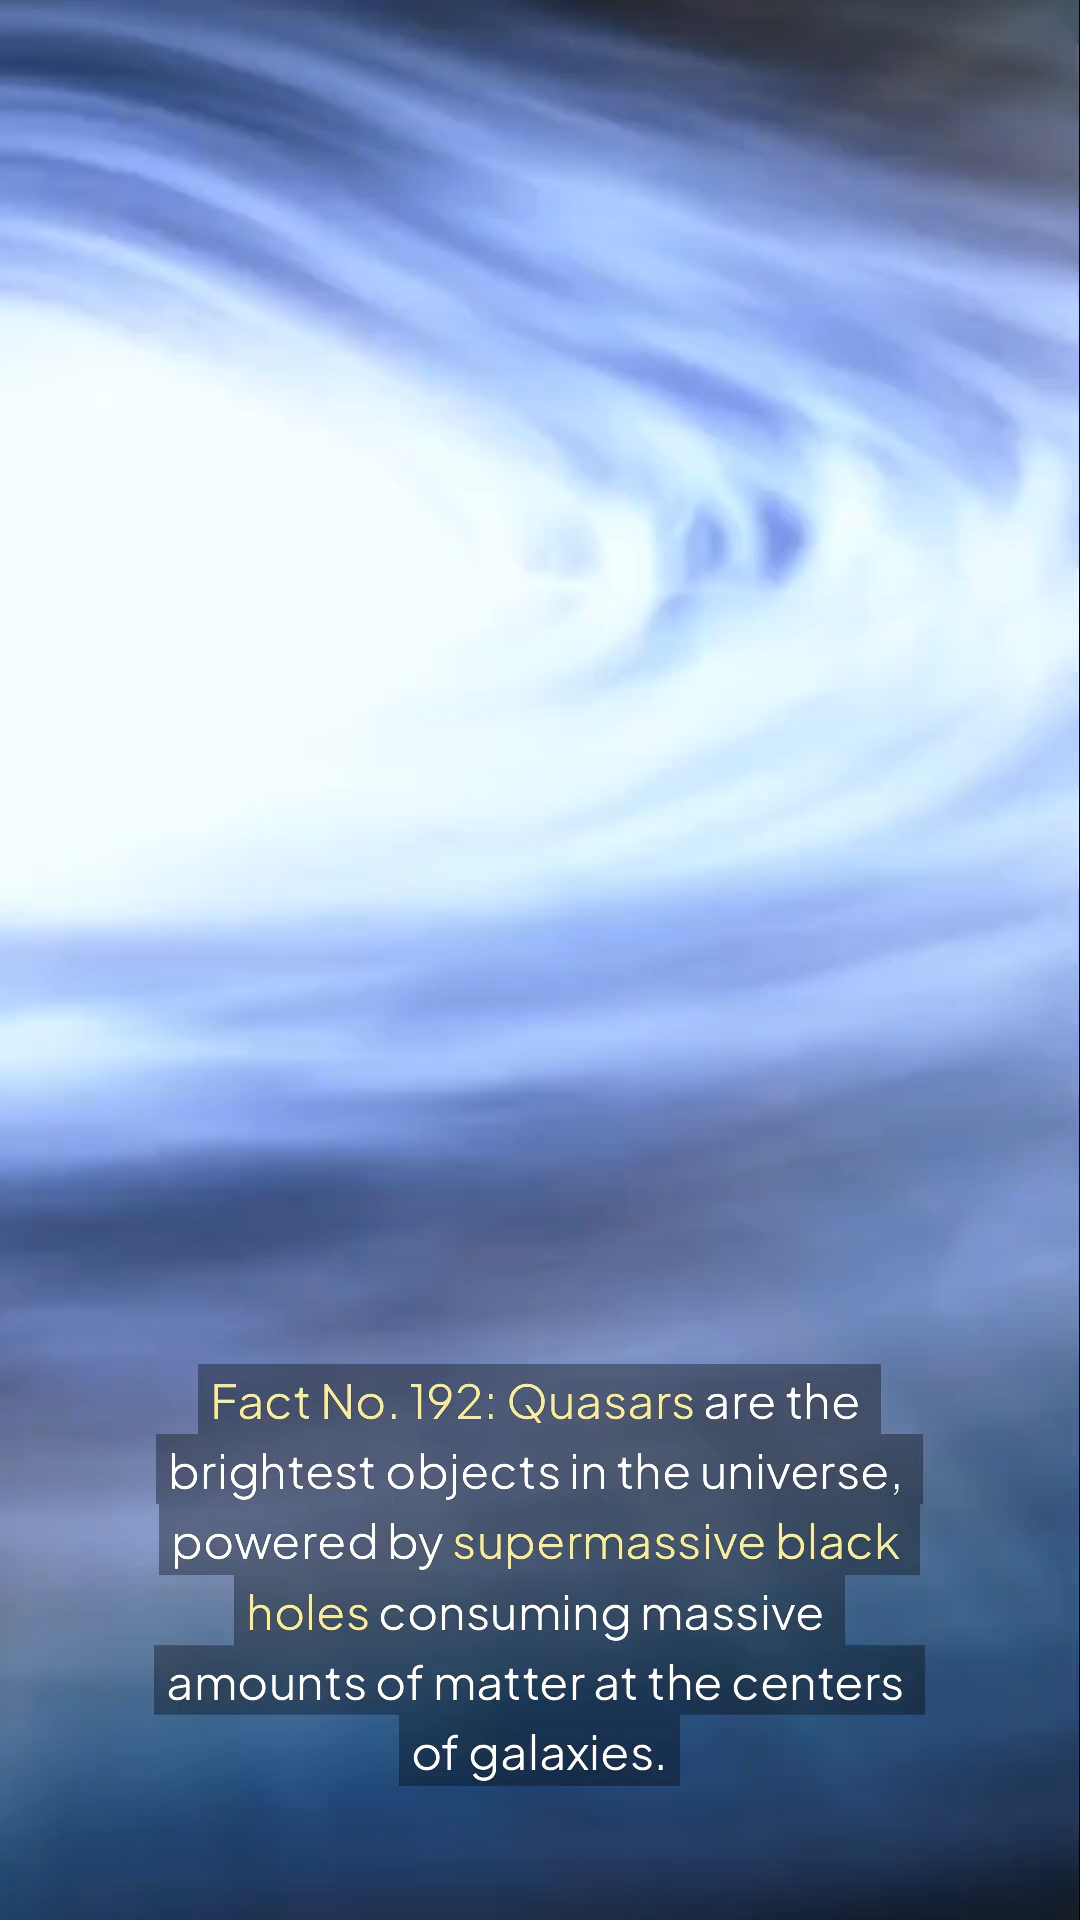 Fact No. 192: Quasars are the
brightest objects in the universe,
powered by supermassive black
holes consuming massive
amounts of matter at the centers
of galaxies.